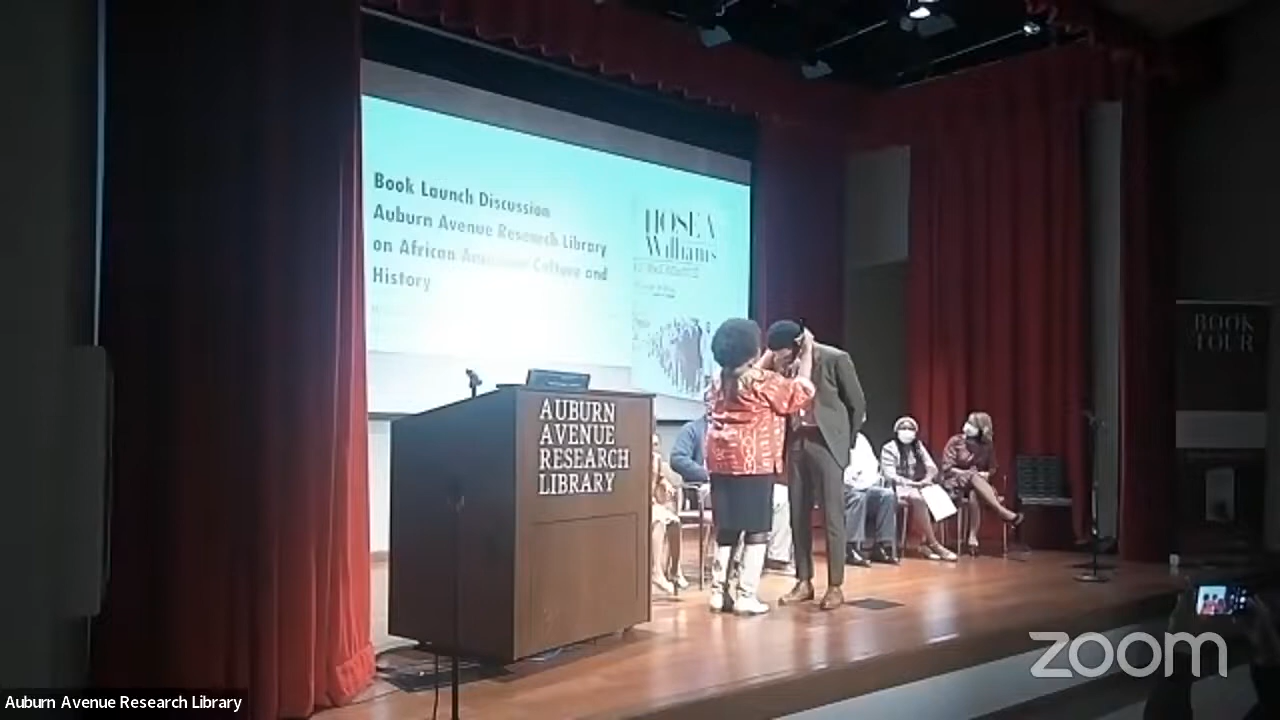 Book Launch Discussion
Auburn Avenue Research Library
on African American Culture and
History
HOSEA
Williams
BOOK
TOUR
AUBURN
AVENUE
RESEARCH
LIBRARY
zoom
Auburn Avenue Research Library